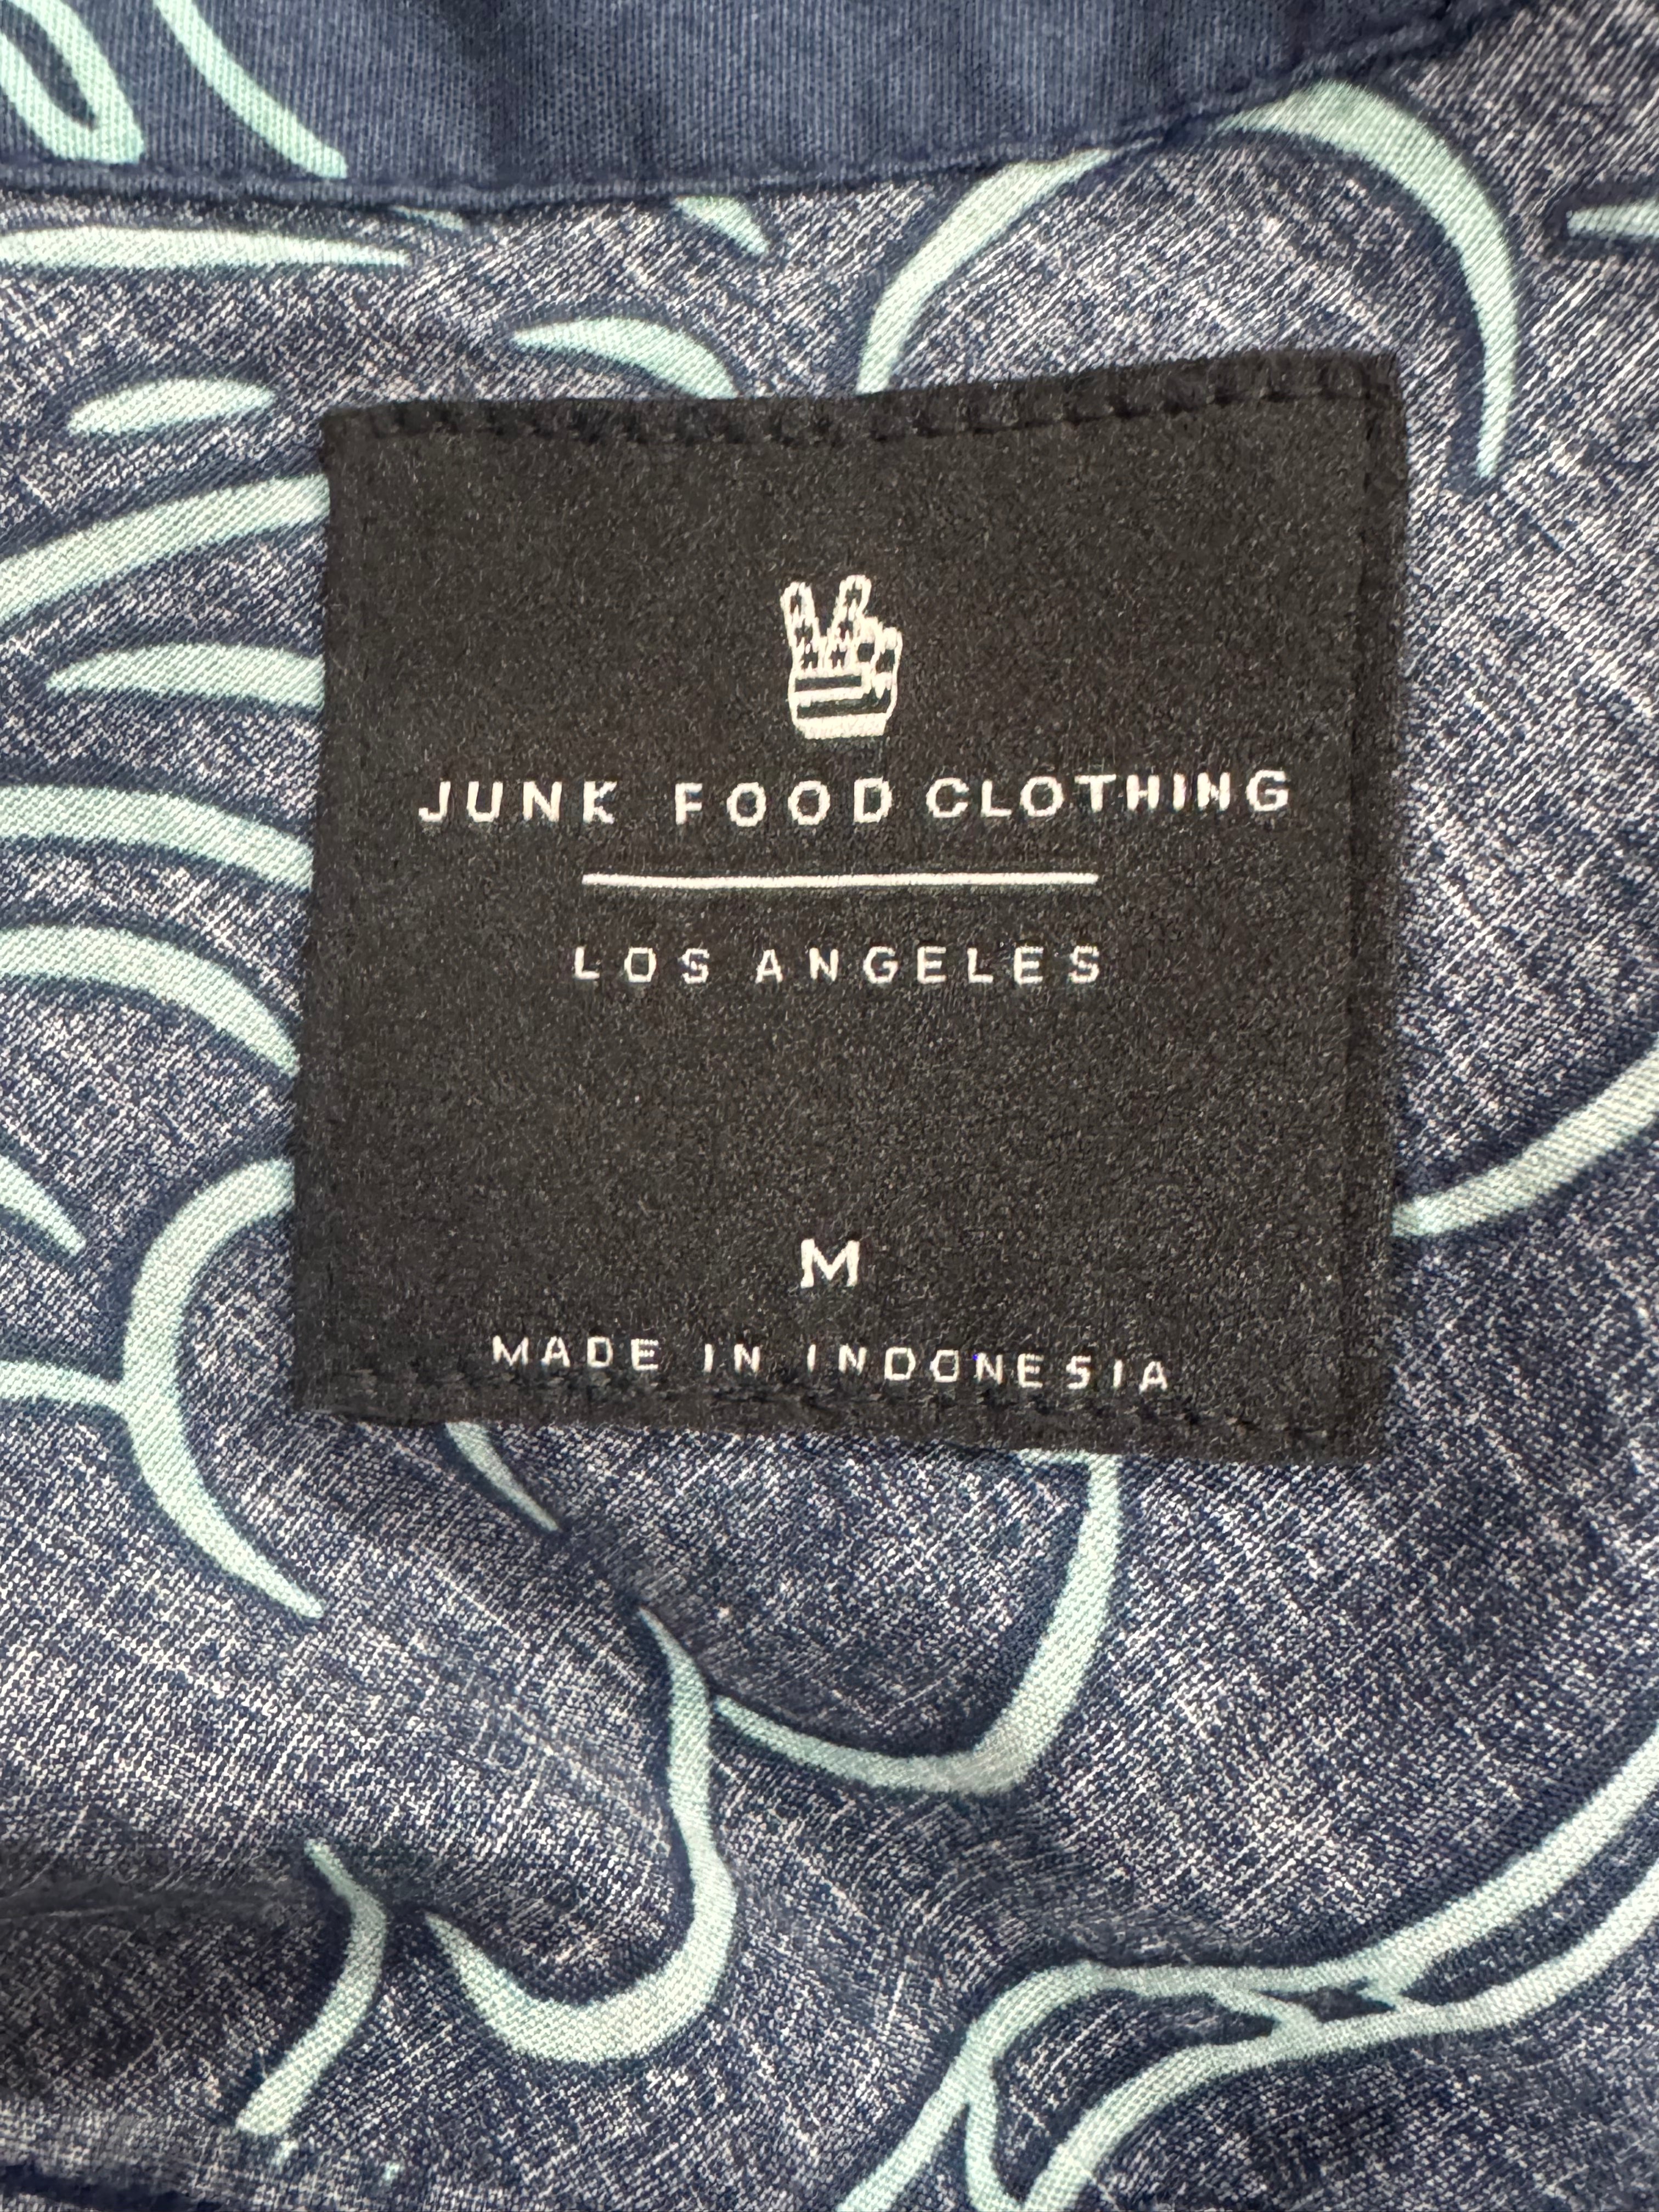 JUNK FOOD CLOTHING
LOS ANGELES
M
MADE IN INDONESIA